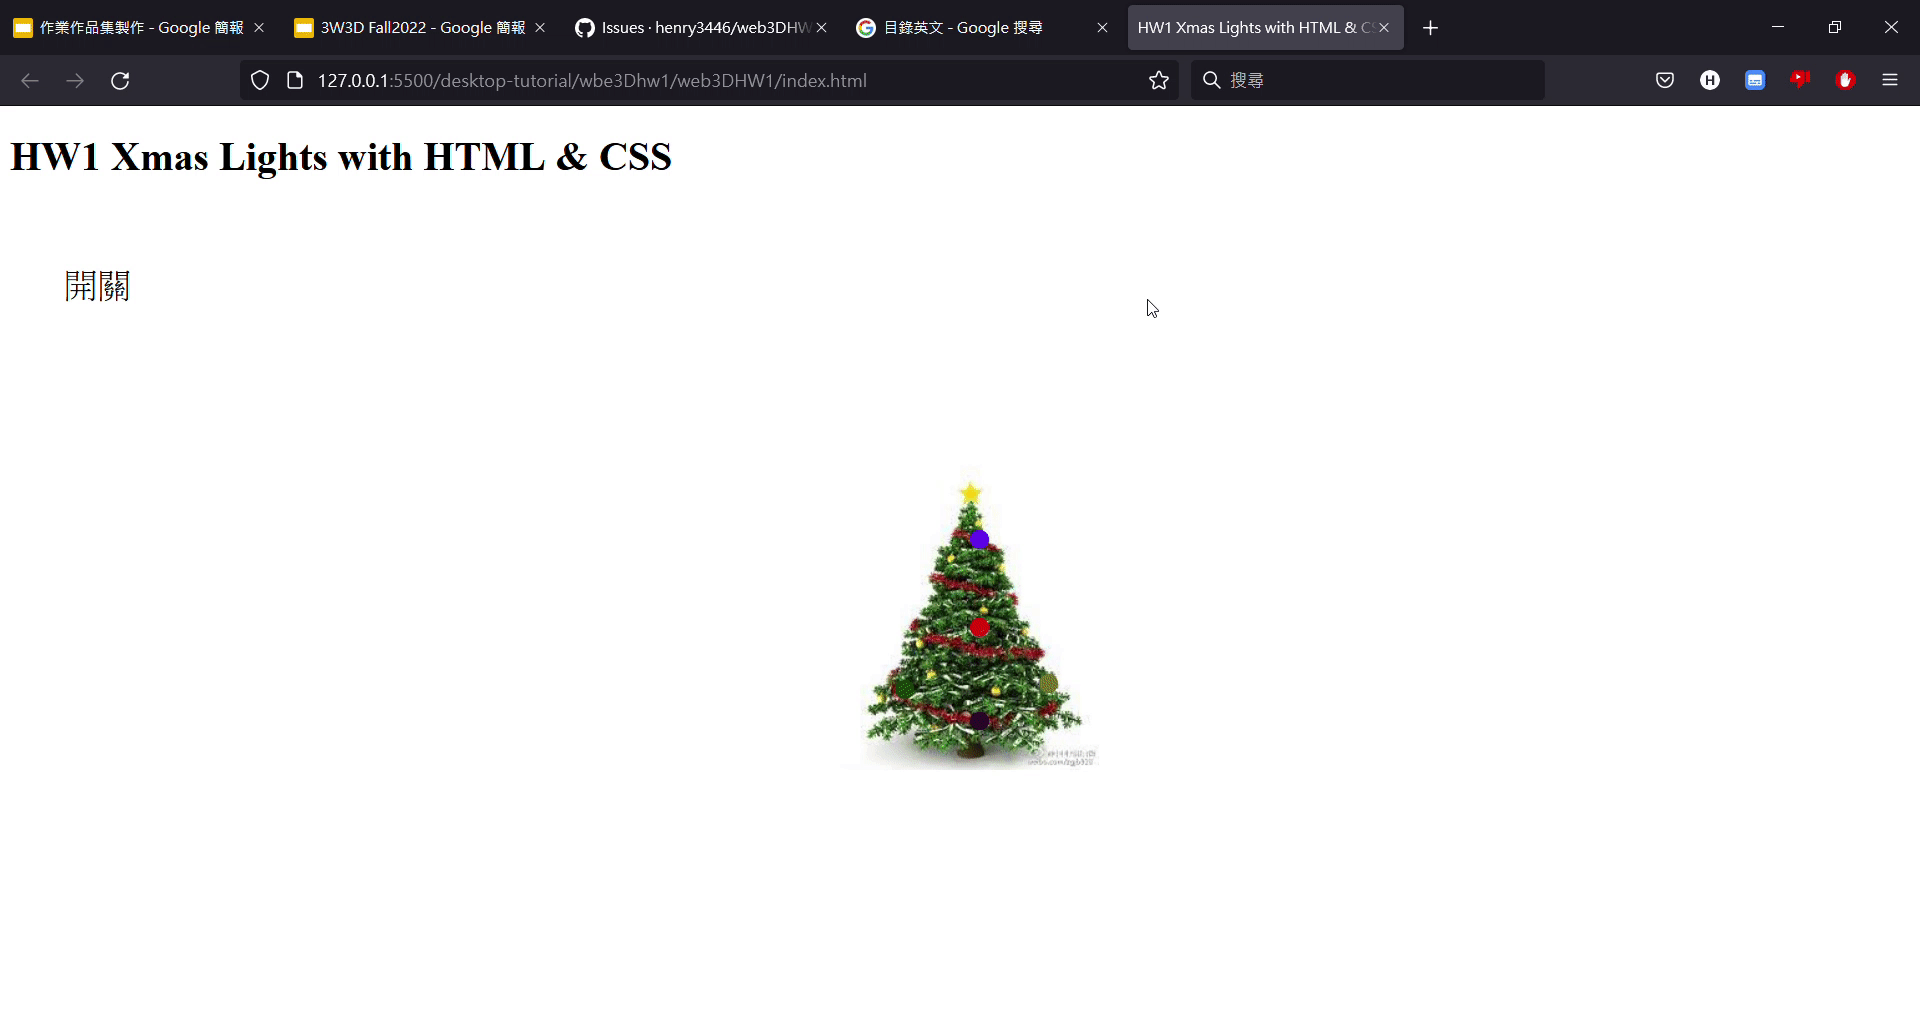 作業作品集製作 - Google 簡報
3W3D Fall2022 - Google 簡報
Issues · henry3446/web3DHW
目錄英文 - Google 搜尋
HW1 Xmas Lights with HTML & CS
127.0.0.1:5500/desktop-tutorial/wbe3Dhw1/web3DHW1/index.html
搜尋
H
HW1 Xmas Lights with HTML & CSS
開關